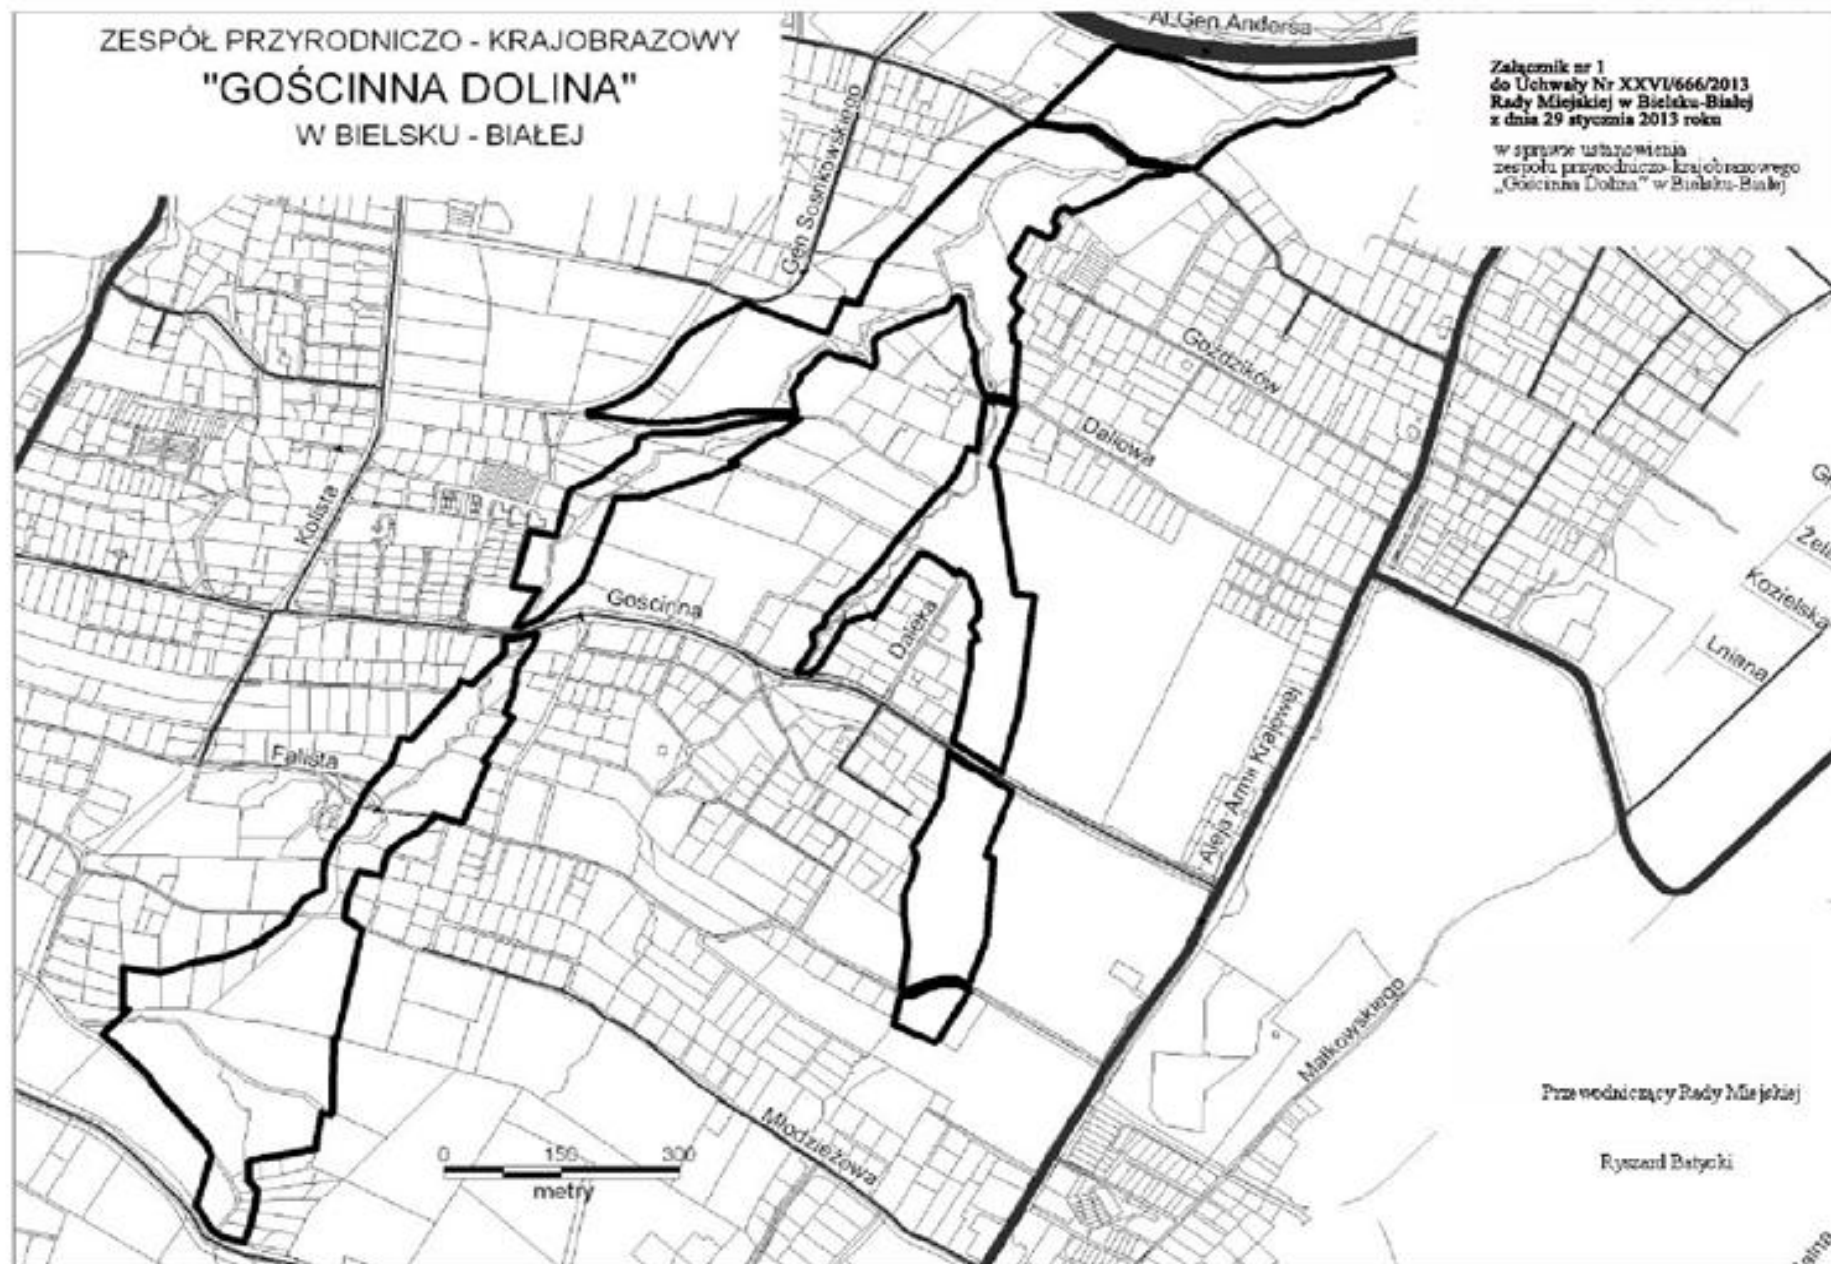 ZESPÓŁ PRZYRODNICZO - KRAJOBRAZOWY
"GOŚCINNA DOLINA"
W BIELSKU - BIAŁEJ
Al.Gen.Andersa
Załącznik nr 1
do Uchwały Nr XXVI/666/2013
Rady Miejskiej w Bielsku-Białej
z dnia 29 stycznia 2013 roku
w sprawie ustanowienia
zespołu przyrodniczo-krajobrazowego
„Gościnna Dolina" w Bielsku-Białej
Gen Sosnkowskiego
Goździków
Daliowa
Kolista
Kozielska
Gościnna
Daleka
Lniana
Falista
Aleja Armii Krajowej
Małkowskiego
Młodzieżowa
0 150 300
metry
Przewodniczący Rady Miejskiej
Ryszard Batycki